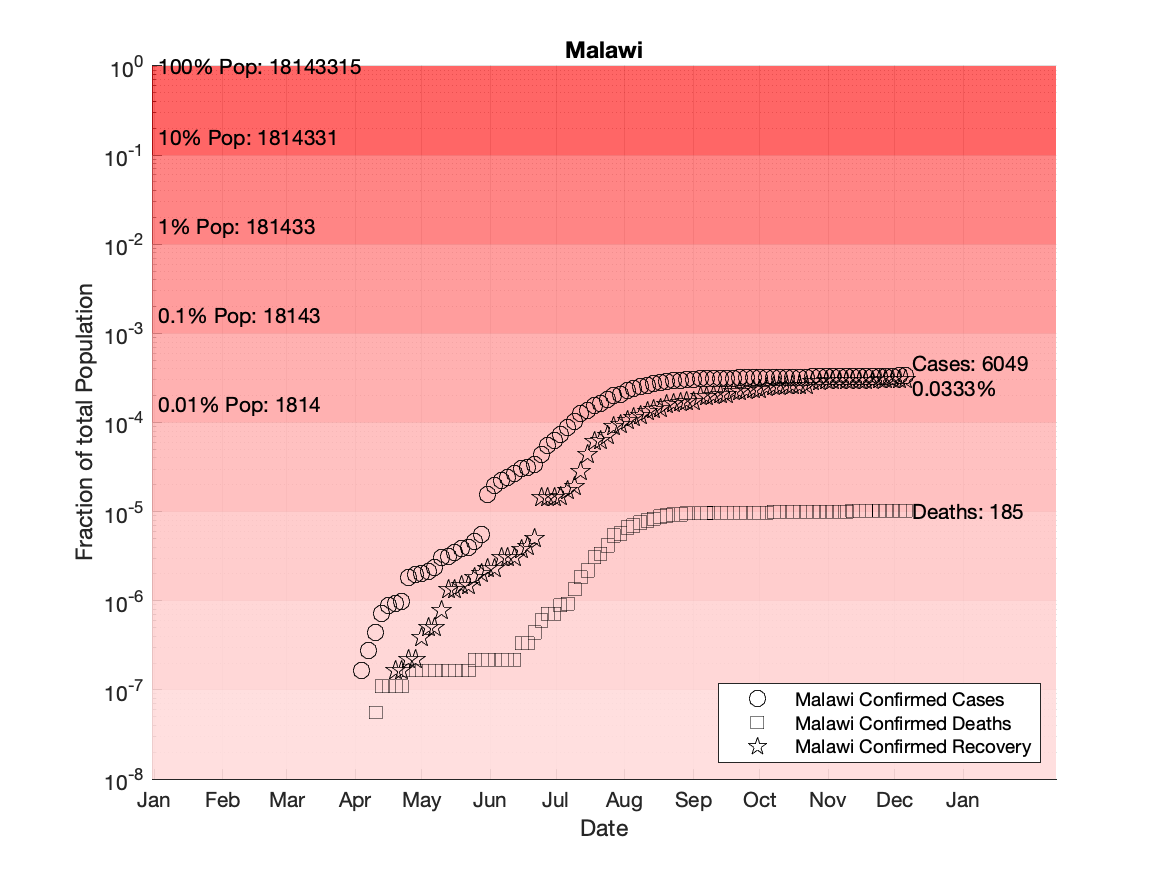 Malawi
10^0
100% Pop: 18143315
10% Pop: 1814331
10^-1
1% Pop: 181433
10^-2
0.1% Pop: 18143
10^-3
Cases: 6049
0.0333%
0.01% Pop: 1814
10^-4
10^-5
Deaths: 185
10^-6
10^-7
10^-8
Fraction of total Population
Malawi Confirmed Cases
Malawi Confirmed Deaths
Malawi Confirmed Recovery
Jan Feb Mar Apr May Jun Jul Aug Sep Oct Nov Dec Jan
Date